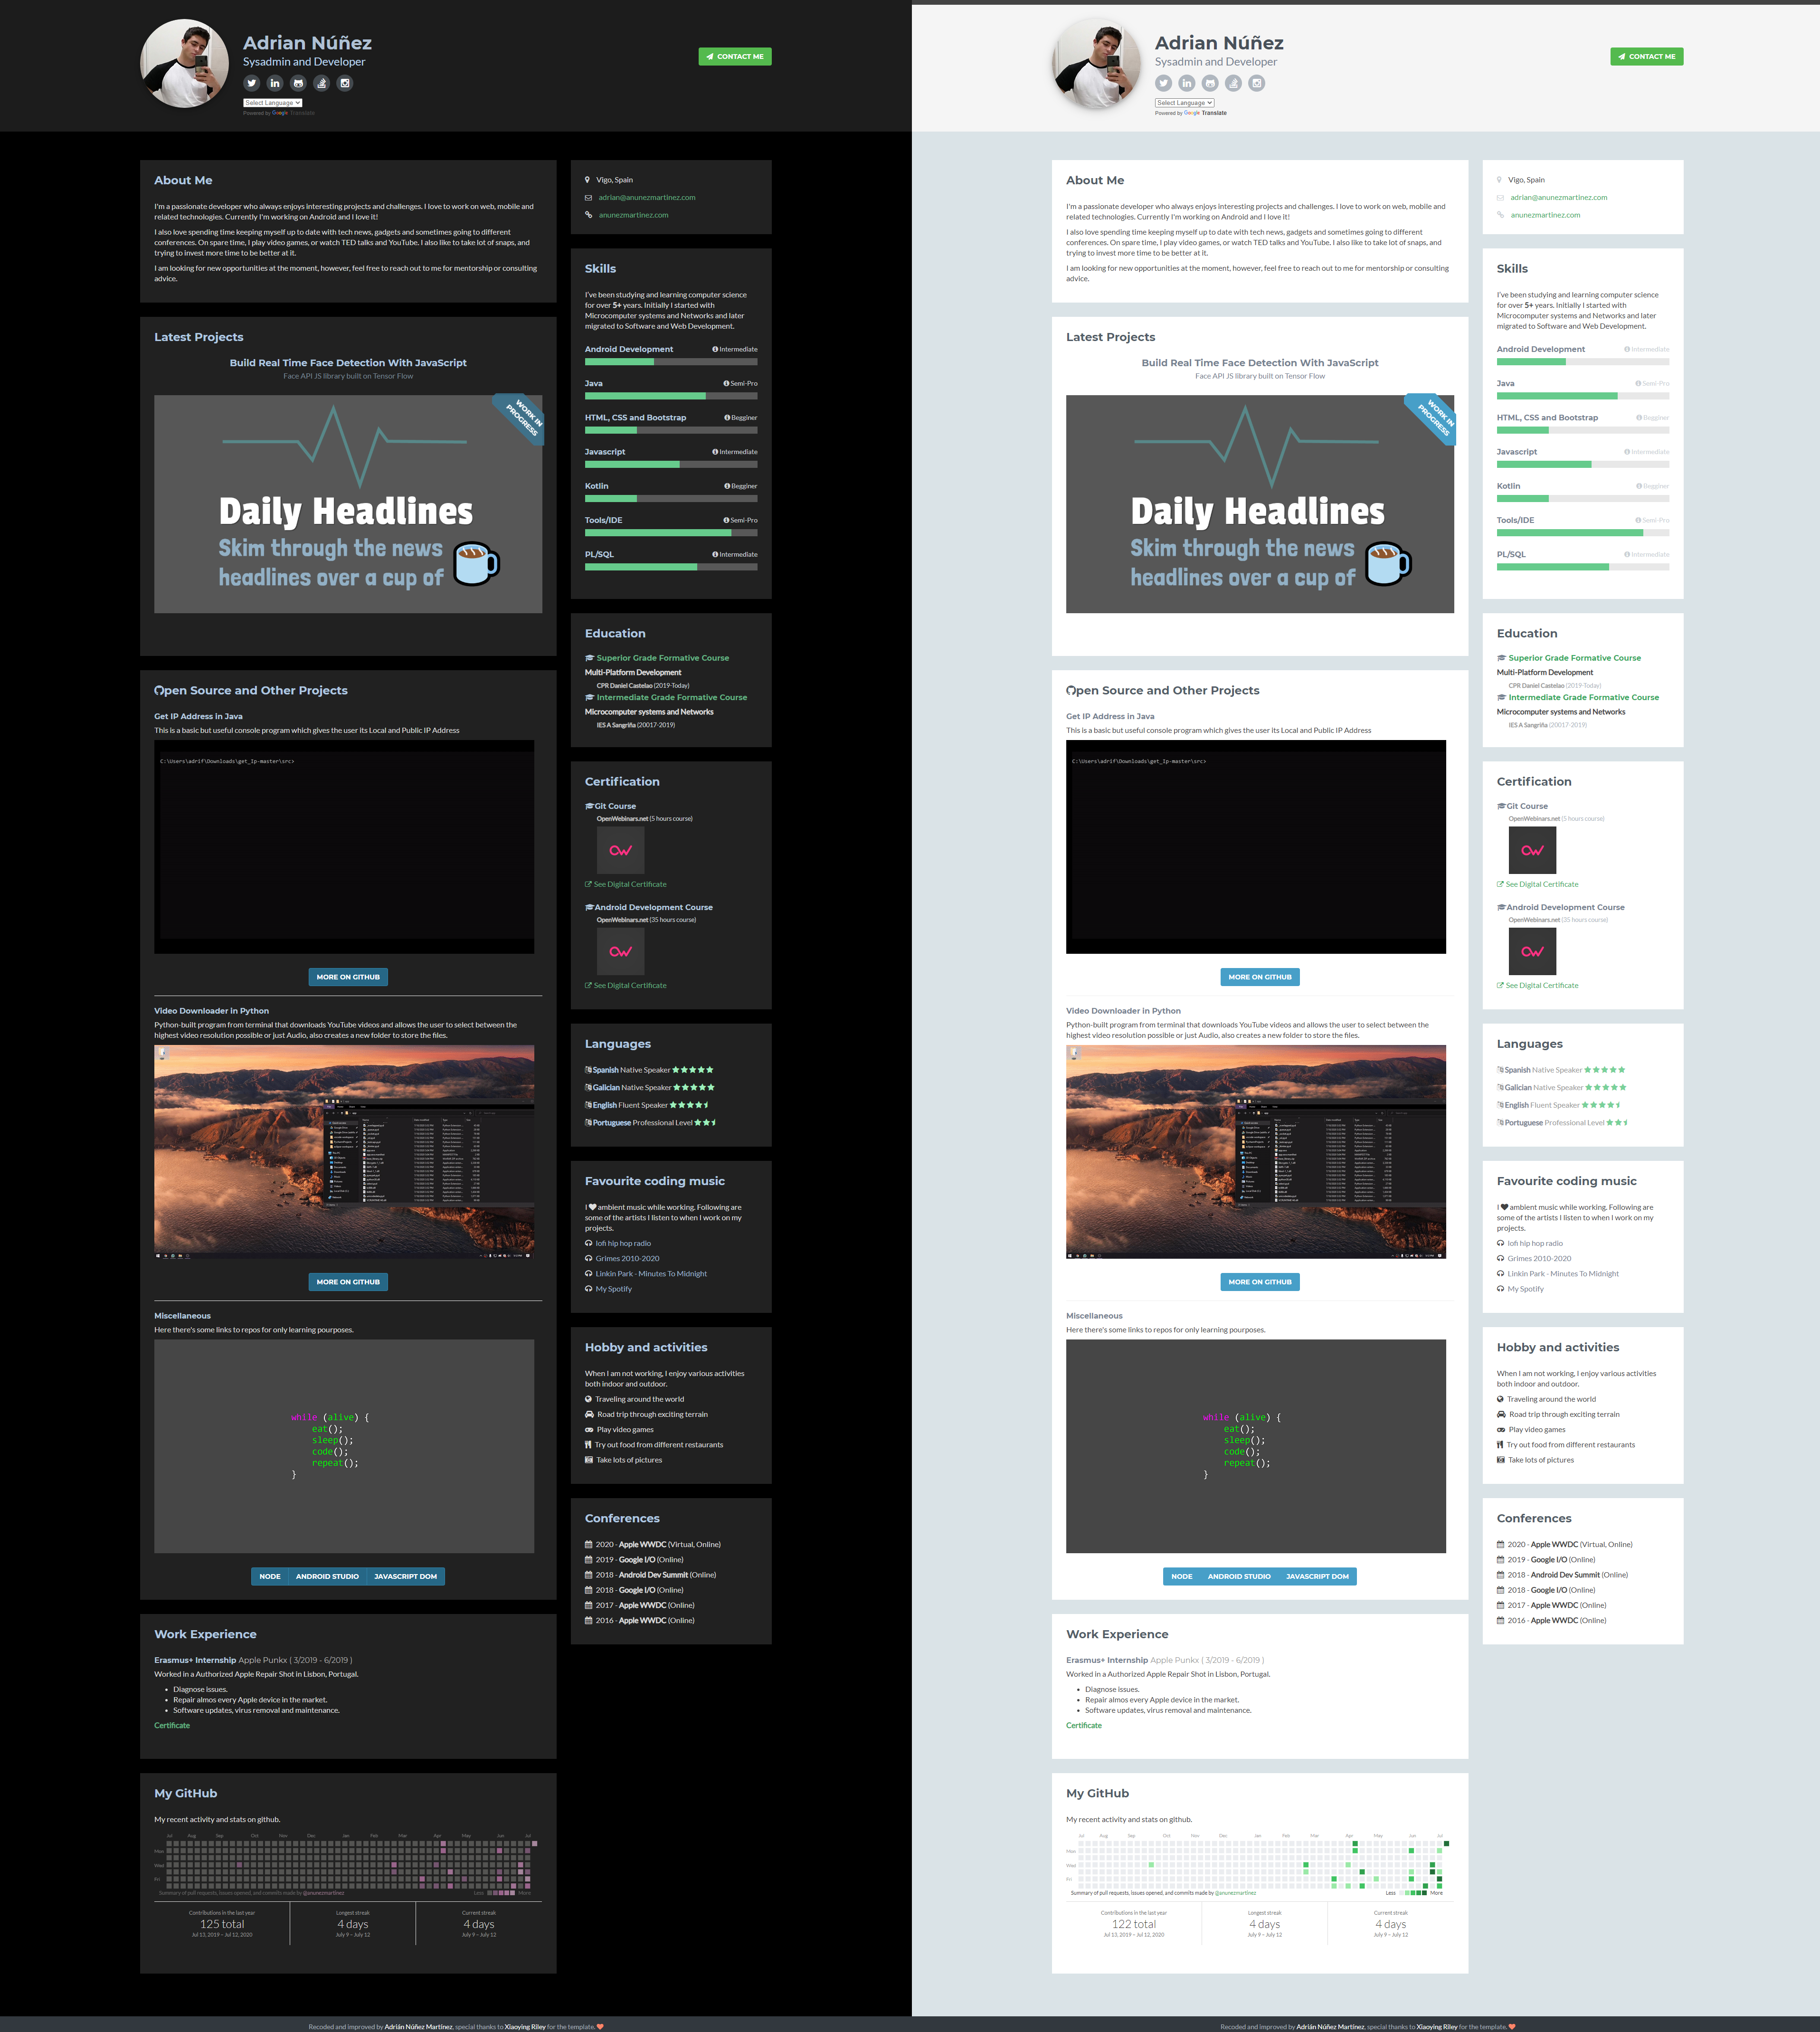 Adrian Núñez
Sysadmin and Developer
Select Language
Powered by Google Translate
CONTACT ME
About Me
I'm a passionate developer who always enjoys interesting projects and challenges. I love to work on web, mobile and
related technologies. Currently I'm working on Android and I love it!
I also love spending time keeping myself up to date with tech news, gadgets and sometimes going to different
conferences. On spare time, I play video games, or watch TED talks and YouTube. I also like to take lot of snaps, and
trying to invest more time to be better at it.
I am looking for new opportunities at the moment, however, feel free to reach out to me for mentorship or consulting
advice.
Latest Projects
Build Real Time Face Detection With JavaScript
Face API JS library built on Tensor Flow
WORK IN
PROGRESS
Daily Headlines
Skim through the news
headlines over a cup of
Open Source and Other Projects
Get IP Address in Java
This is a basic but useful console program which gives the user its Local and Public IP Address
C:\Users\adrif\Downloads\get_Ip-master\src>
MORE ON GITHUB
Video Downloader in Python
Python-built program from terminal that downloads YouTube videos and allows the user to select between the
highest video resolution possible or just Audio, also creates a new folder to store the files.
MORE ON GITHUB
Miscellaneous
Here there's some links to repos for only learning pourposes.
while (alive) {
eat();
sleep();
code();
repeat();
}
NODE ANDROID STUDIO JAVASCRIPT DOM
Work Experience
Erasmus+ Internship Apple Punkx ( 3/2019 - 6/2019 )
Worked in a Authorized Apple Repair Shot in Lisbon, Portugal.
Diagnose issues.
Repair almos every Apple device in the market.
Software updates, virus removal and maintenance.
Certificate
My GitHub
My recent activity and stats on github.
Jul Aug Sep Oct Nov Dec Jan Feb Mar Apr May Jun Jul
Mon
Wed
Fri
Summary of pull requests, issues opened, and commits made by @anunezmartinez Less More
Contributions in the last year
125 total
Jul 13, 2019 – Jul 12, 2020
Longest streak
4 days
July 9 – July 12
Current streak
4 days
July 9 – July 12
Vigo, Spain
adrian@anunezmartinez.com
anunezmartinez.com
Skills
I've been studying and learning computer science
for over 5+ years. Initially I started with
Microcomputer systems and Networks and later
migrated to Software and Web Development.
Android Development Intermediate
Java Semi-Pro
HTML, CSS and Bootstrap Begginer
Javascript Intermediate
Kotlin Begginer
Tools/IDE Semi-Pro
PL/SQL Intermediate
Education
Superior Grade Formative Course
Multi-Platform Development
CPR Daniel Castelao (2019-Today)
Intermediate Grade Formative Course
Microcomputer systems and Networks
IES A Sangriña (20017-2019)
Certification
Git Course
OpenWebinars.net (5 hours course)
See Digital Certificate
Android Development Course
OpenWebinars.net (35 hours course)
See Digital Certificate
Languages
Spanish Native Speaker
Galician Native Speaker
English Fluent Speaker
Portuguese Professional Level
Favourite coding music
I ambient music while working. Following are
some of the artists I listen to when I work on my
projects.
lofi hip hop radio
Grimes 2010-2020
Linkin Park - Minutes To Midnight
My Spotify
Hobby and activities
When I am not working, I enjoy various activities
both indoor and outdoor.
Traveling around the world
Road trip through exciting terrain
Play video games
Try out food from different restaurants
Take lots of pictures
Conferences
2020 - Apple WWDC (Virtual, Online)
2019 - Google I/O (Online)
2018 - Android Dev Summit (Online)
2018 - Google I/O (Online)
2017 - Apple WWDC (Online)
2016 - Apple WWDC (Online)
Recoded and improved by Adrián Núñez Martínez, special thanks to Xiaoying Riley for the template.
Adrian Núñez
Sysadmin and Developer
Select Language
Powered by Google Translate
CONTACT ME
About Me
I'm a passionate developer who always enjoys interesting projects and challenges. I love to work on web, mobile and
related technologies. Currently I'm working on Android and I love it!
I also love spending time keeping myself up to date with tech news, gadgets and sometimes going to different
conferences. On spare time, I play video games, or watch TED talks and YouTube. I also like to take lot of snaps, and
trying to invest more time to be better at it.
I am looking for new opportunities at the moment, however, feel free to reach out to me for mentorship or consulting
advice.
Latest Projects
Build Real Time Face Detection With JavaScript
Face API JS library built on Tensor Flow
WORK IN
PROGRESS
Daily Headlines
Skim through the news
headlines over a cup of
Open Source and Other Projects
Get IP Address in Java
This is a basic but useful console program which gives the user its Local and Public IP Address
C:\Users\adrif\Downloads\get_Ip-master\src>
MORE ON GITHUB
Video Downloader in Python
Python-built program from terminal that downloads YouTube videos and allows the user to select between the
highest video resolution possible or just Audio, also creates a new folder to store the files.
MORE ON GITHUB
Miscellaneous
Here there's some links to repos for only learning pourposes.
while (alive) {
eat();
sleep();
code();
repeat();
}
NODE ANDROID STUDIO JAVASCRIPT DOM
Work Experience
Erasmus+ Internship Apple Punkx ( 3/2019 - 6/2019 )
Worked in a Authorized Apple Repair Shot in Lisbon, Portugal.
Diagnose issues.
Repair almos every Apple device in the market.
Software updates, virus removal and maintenance.
Certificate
My GitHub
My recent activity and stats on github.
Jul Aug Sep Oct Nov Dec Jan Feb Mar Apr May Jun Jul
Mon
Wed
Fri
Summary of pull requests, issues opened, and commits made by @anunezmartinez Less More
Contributions in the last year
122 total
Jul 13, 2019 – Jul 12, 2020
Longest streak
4 days
July 9 – July 12
Current streak
4 days
July 9 – July 12
Vigo, Spain
adrian@anunezmartinez.com
anunezmartinez.com
Skills
I've been studying and learning computer science
for over 5+ years. Initially I started with
Microcomputer systems and Networks and later
migrated to Software and Web Development.
Android Development Intermediate
Java Semi-Pro
HTML, CSS and Bootstrap Begginer
Javascript Intermediate
Kotlin Begginer
Tools/IDE Semi-Pro
PL/SQL Intermediate
Education
Superior Grade Formative Course
Multi-Platform Development
CPR Daniel Castelao (2019-Today)
Intermediate Grade Formative Course
Microcomputer systems and Networks
IES A Sangriña (20017-2019)
Certification
Git Course
OpenWebinars.net (5 hours course)
See Digital Certificate
Android Development Course
OpenWebinars.net (35 hours course)
See Digital Certificate
Languages
Spanish Native Speaker
Galician Native Speaker
English Fluent Speaker
Portuguese Professional Level
Favourite coding music
I ambient music while working. Following are
some of the artists I listen to when I work on my
projects.
lofi hip hop radio
Grimes 2010-2020
Linkin Park - Minutes To Midnight
My Spotify
Hobby and activities
When I am not working, I enjoy various activities
both indoor and outdoor.
Traveling around the world
Road trip through exciting terrain
Play video games
Try out food from different restaurants
Take lots of pictures
Conferences
2020 - Apple WWDC (Virtual, Online)
2019 - Google I/O (Online)
2018 - Android Dev Summit (Online)
2018 - Google I/O (Online)
2017 - Apple WWDC (Online)
2016 - Apple WWDC (Online)
Recoded and improved by Adrián Núñez Martínez, special thanks to Xiaoying Riley for the template.